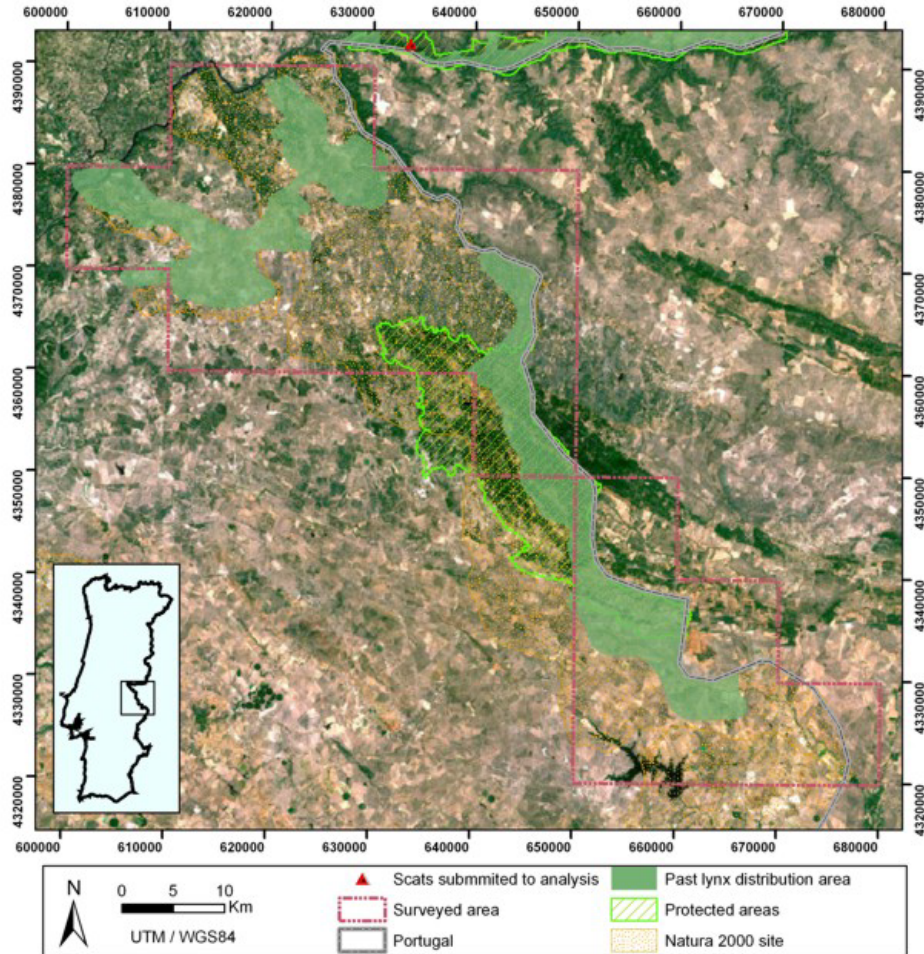 600000 610000 620000 630000 640000 650000 660000 670000 680000
4390000 4390000
4380000 4380000
4370000 4370000
4360000 4360000
4350000 4350000
4340000 4340000
4330000 4330000
4320000 4320000
600000 610000 620000 630000 640000 650000 660000 670000 680000
N
0 5 10
Km
UTM / WGS84
Scats submmited to analysis
Surveyed area
Portugal
Past lynx distribution area
Protected areas
Natura 2000 site